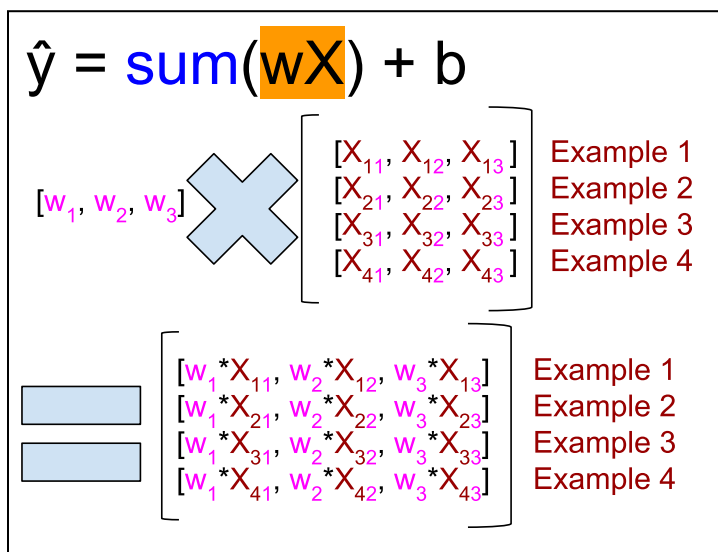 ŷ = sum(wX) + b
[X₁₁, X₁₂, X₁₃] Example 1
[w₁, w₂, w₃] [X₂₁, X₂₂, X₂₃] Example 2
[X₃₁, X₃₂, X₃₃] Example 3
[X₄₁, X₄₂, X₄₃] Example 4
[w₁*X₁₁, w₂*X₁₂, w₃*X₁₃] Example 1
[w₁*X₂₁, w₂*X₂₂, w₃*X₂₃] Example 2
[w₁*X₃₁, w₂*X₃₂, w₃*X₃₃] Example 3
[w₁*X₄₁, w₂*X₄₂, w₃*X₄₃] Example 4